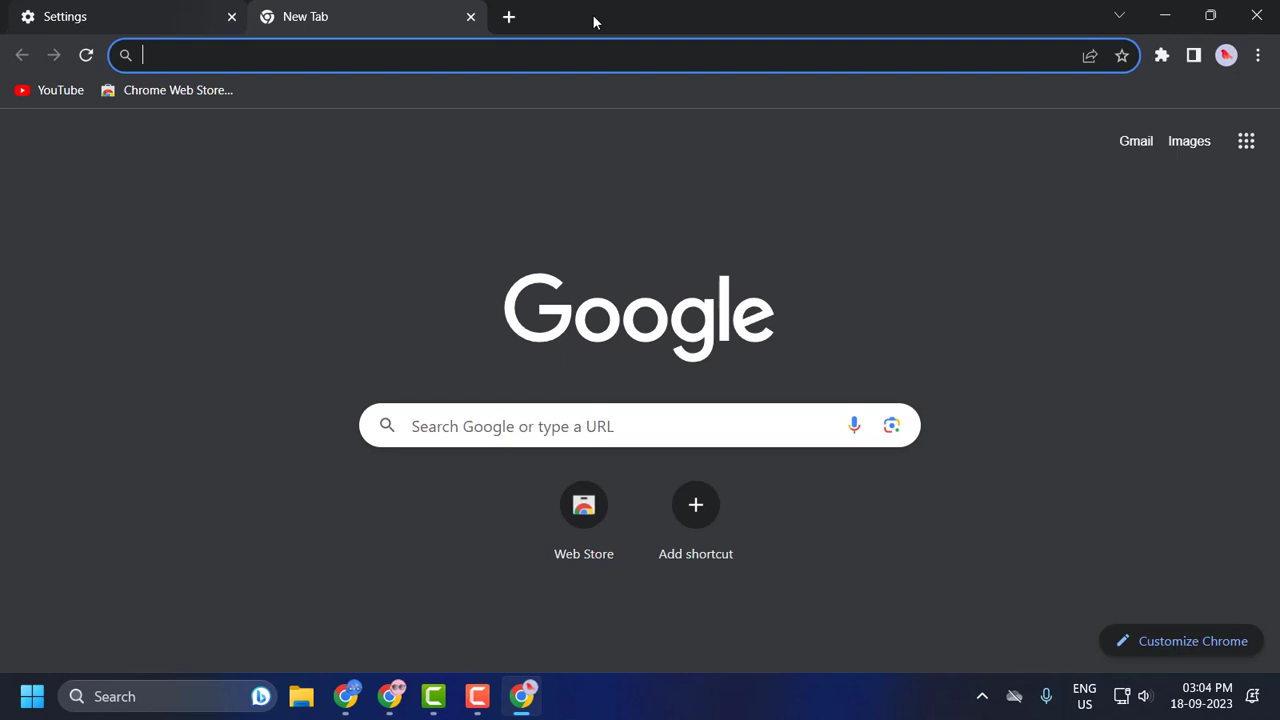 Settings
New Tab
YouTube
Chrome Web Store...
Gmail
Images
Google
Search Google or type a URL
Web Store
Add shortcut
Customize Chrome
Search
ENG
US
03:04 PM
18-09-2023